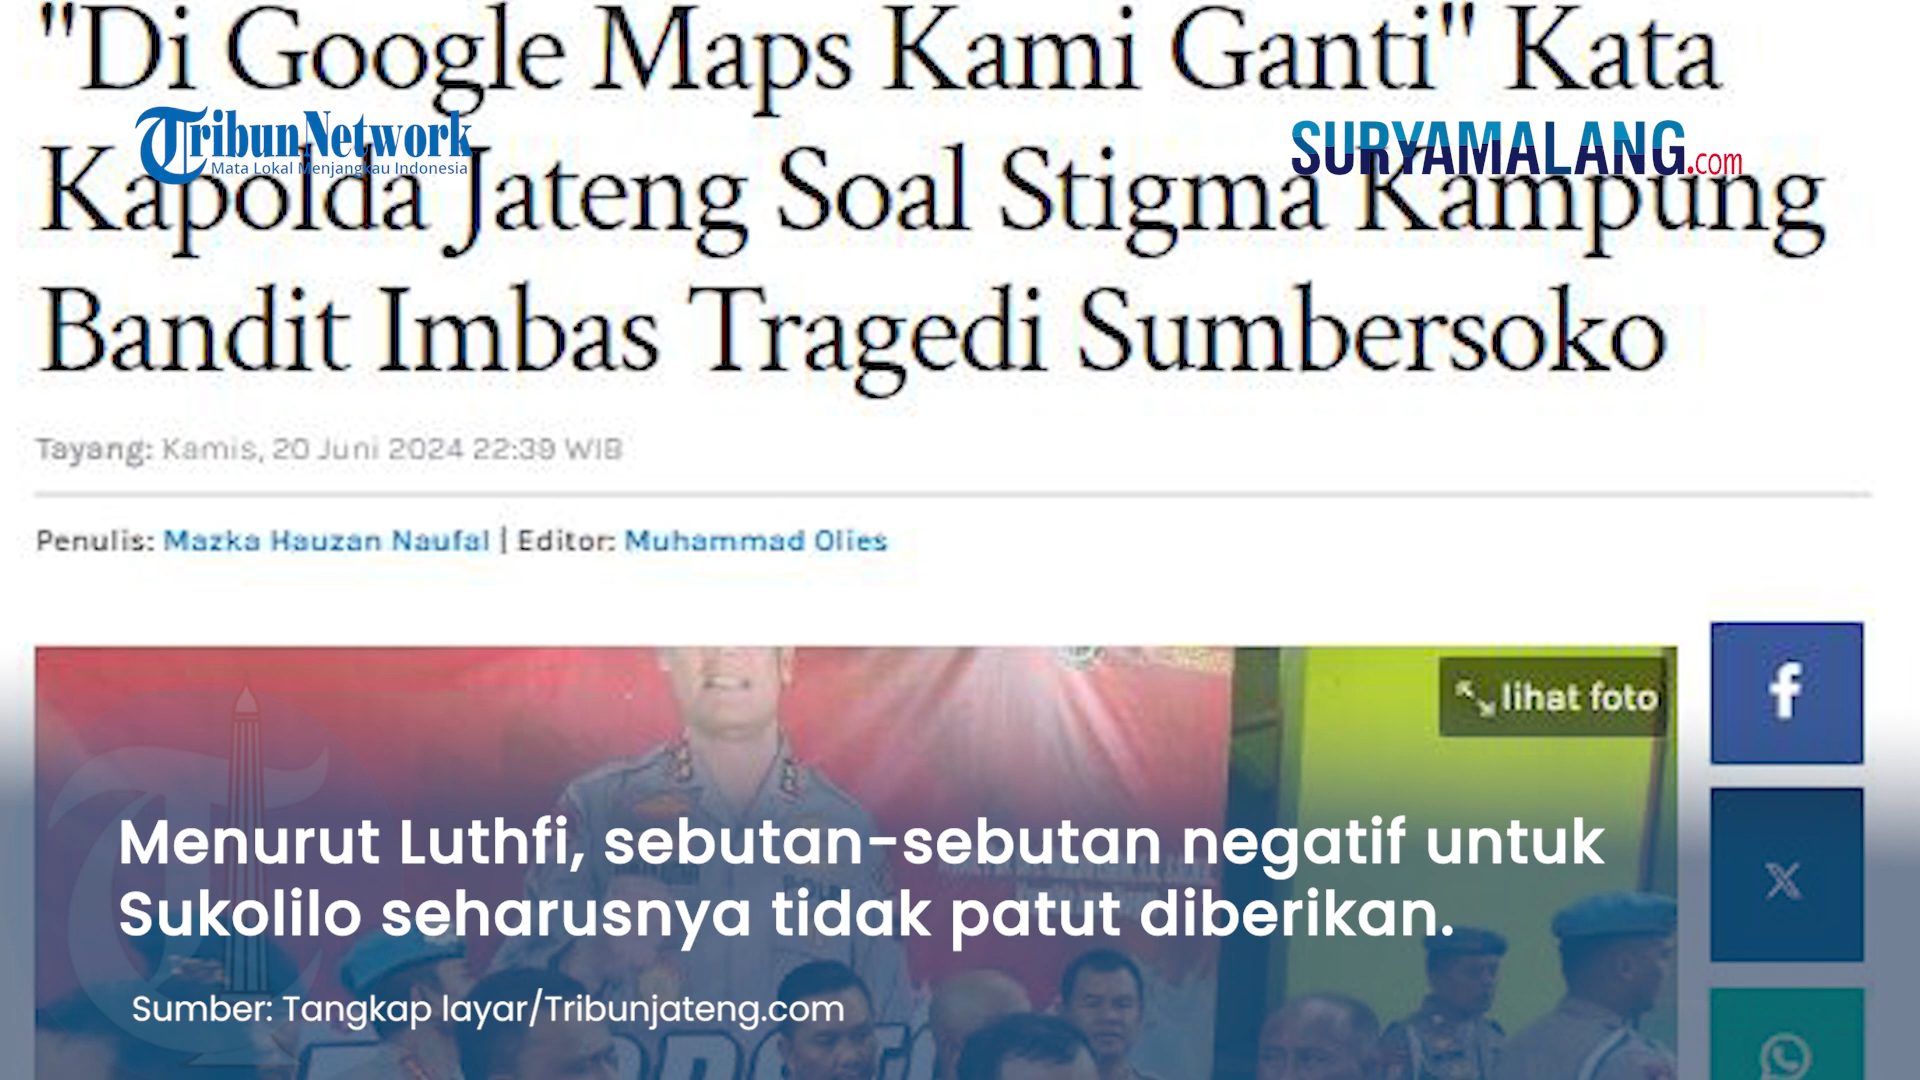 "Di Google Maps Kami Ganti" Kata
TribunNetwork
Mata Lokal Menjangkau Indonesia
SURYAMALANG.com
Kapolda Jateng Soal Stigma Kampung
Bandit Imbas Tragedi Sumbersoko
Tayang: Kamis, 20 Juni 2024 22:39 WIB
Penulis: Mazka Hauzan Naufal | Editor: Muhammad Olies
lihat foto
Menurut Luthfi, sebutan-sebutan negatif untuk
Sukolilo seharusnya tidak patut diberikan.
Sumber: Tangkap layar/Tribunjateng.com